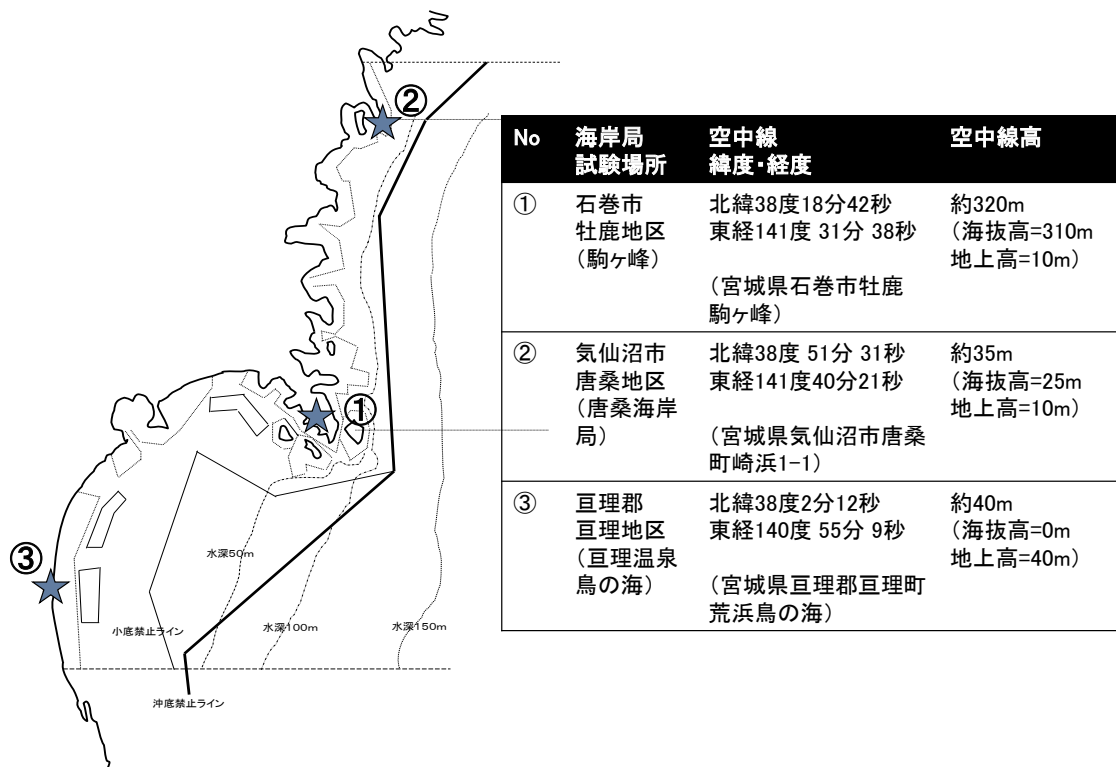 ②
①
③
水深50m
水深100m
水深150m
小底禁止ライン
沖底禁止ライン
No 海岸局 空中線 空中線高
試験場所 緯度・経度
① 石巻市 北緯38度18分42秒 約320m
牡鹿地区 東経141度 31分 38秒 (海抜高=310m
(駒ヶ峰) 地上高=10m)
(宮城県石巻市牡鹿
駒ヶ峰)
② 気仙沼市 北緯38度 51分 31秒 約35m
唐桑地区 東経141度40分21秒 (海抜高=25m
(唐桑海岸 地上高=10m)
局) (宮城県気仙沼市唐桑
町崎浜1-1)
③ 亘理郡 北緯38度2分12秒 約40m
亘理地区 東経140度 55分 9秒 (海抜高=0m
(亘理温泉 地上高=40m)
鳥の海) (宮城県亘理郡亘理町
荒浜鳥の海)